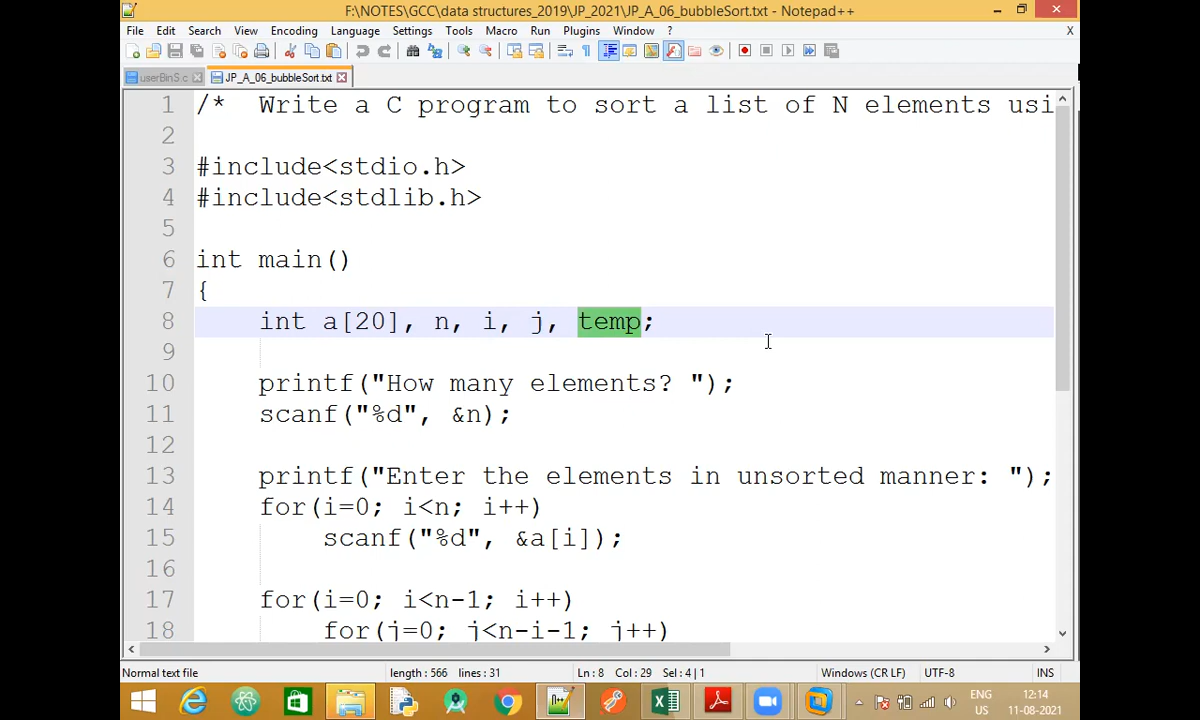 F:\NOTES\GCC\data structures_2019\JP_2021\JP_A_06_bubbleSort.txt - Notepad++
File Edit Search View Encoding Language Settings Tools Macro Run Plugins Window ? X
userBinS.c JP_A_06_bubbleSort.txt
1 /* Write a C program to sort a list of N elements usi
2
3 #include<stdio.h>
4 #include<stdlib.h>
5
6 int main()
7 {
8 int a[20], n, i, j, temp;
9
10 printf("How many elements? ");
11 scanf("%d", &n);
12
13 printf("Enter the elements in unsorted manner: ");
14 for(i=0; i<n; i++)
15 scanf("%d", &a[i]);
16
17 for(i=0; i<n-1; i++)
18 for(j=0; j<n-i-1; j++)
Normal text file length : 566 lines : 31 Ln : 8 Col : 29 Sel : 4 | 1 Windows (CR LF) UTF-8 INS
ENG 12:14
US 11-08-2021